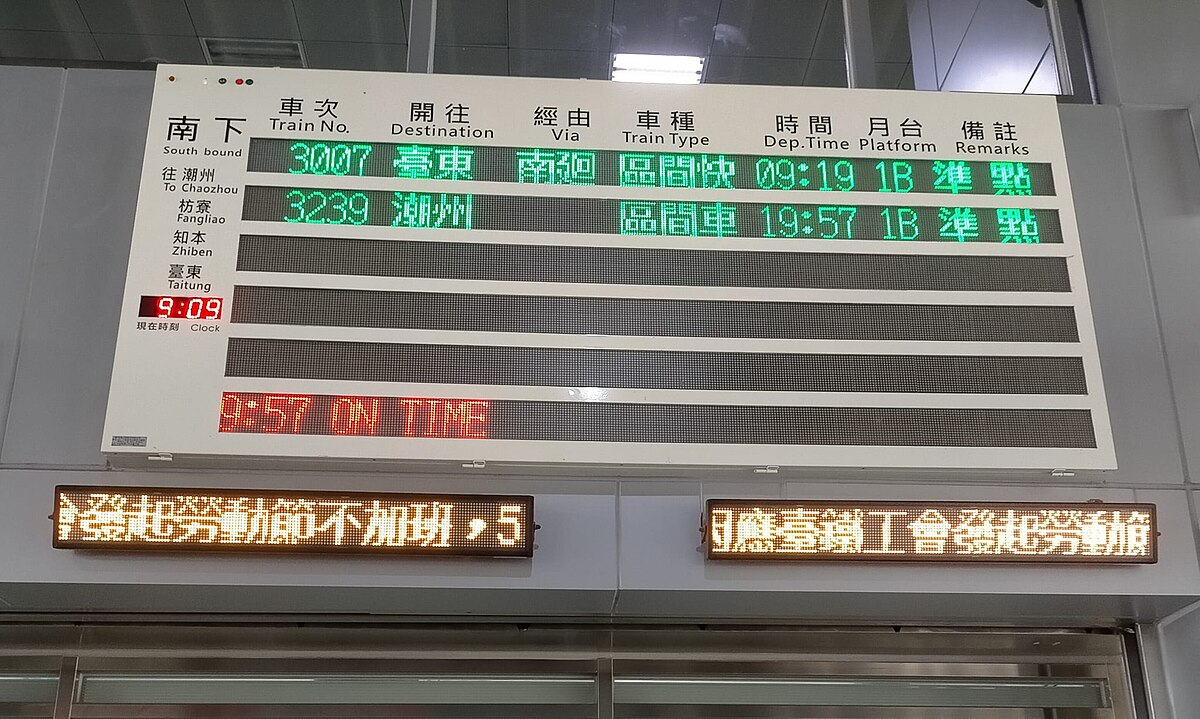 車次 開往 經由 車種 時間 月台 備註
Train No. Destination Via Train Type Dep.Time Platform Remarks
南下
South bound
3007 臺東 南迴 區間快 09:19 1B 準點
往 潮州
To Chaozhou
3239 潮州 區間車 19:57 1B 準點
枋寮
Fangliao
知本
Zhiben
臺東
Taitung
9:09
現在時刻 Clock
9:57 ON TIME
發起勞動節不加班，5
因應臺鐵工會發起勞動節